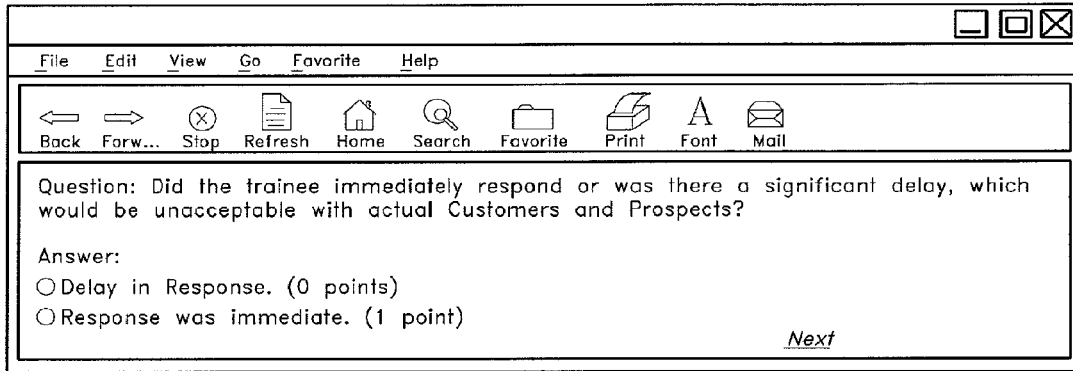 File Edit View Go Favorite Help
Back Forw... Stop Refresh Home Search Favorite Print Font Mail
Question: Did the trainee immediately respond or was there a significant delay, which
would be unacceptable with actual Customers and Prospects?
Answer:
Delay in Response. (0 points)
Response was immediate. (1 point)
Next